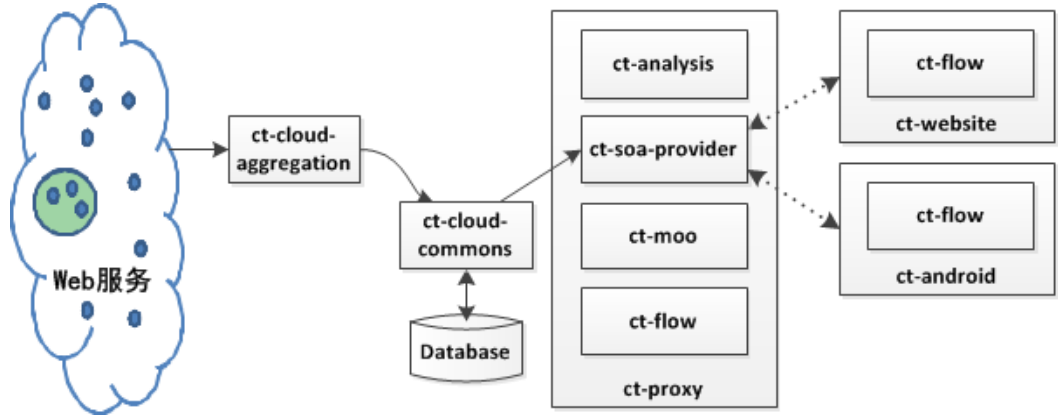 Web服务
ct-cloud-
aggregation
ct-cloud-
commons
Database
ct-analysis
ct-soa-provider
ct-moo
ct-flow
ct-proxy
ct-flow
ct-website
ct-flow
ct-android